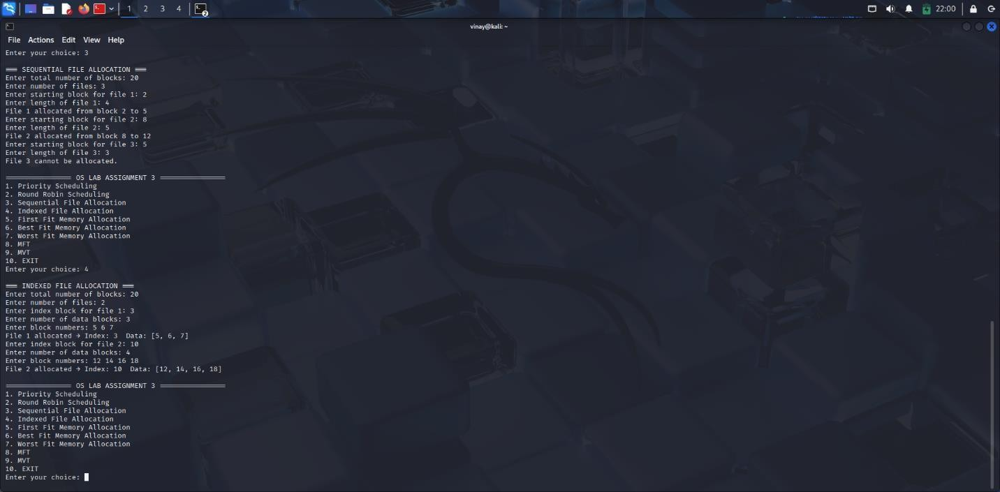 1 2 3 4 22:00
vinay@kali: ~
File Actions Edit View Help
Enter your choice: 3
=== SEQUENTIAL FILE ALLOCATION ===
Enter total number of blocks: 20
Enter number of files: 3
Enter starting block for file 1: 2
Enter length of file 1: 4
File 1 allocated from block 2 to 5
Enter starting block for file 2: 8
Enter length of file 2: 5
File 2 allocated from block 8 to 12
Enter starting block for file 3: 5
Enter length of file 3: 3
File 3 cannot be allocated.
================ OS LAB ASSIGNMENT 3 ================
1. Priority Scheduling
2. Round Robin Scheduling
3. Sequential File Allocation
4. Indexed File Allocation
5. First Fit Memory Allocation
6. Best Fit Memory Allocation
7. Worst Fit Memory Allocation
8. MFT
9. MVT
10. EXIT
Enter your choice: 4
=== INDEXED FILE ALLOCATION ===
Enter total number of blocks: 20
Enter number of files: 2
Enter index block for file 1: 3
Enter number of data blocks: 3
Enter block numbers: 5 6 7
File 1 allocated → Index: 3  Data: [5, 6, 7]
Enter index block for file 2: 10
Enter number of data blocks: 4
Enter block numbers: 12 14 16 18
File 2 allocated → Index: 10  Data: [12, 14, 16, 18]
================ OS LAB ASSIGNMENT 3 ================
1. Priority Scheduling
2. Round Robin Scheduling
3. Sequential File Allocation
4. Indexed File Allocation
5. First Fit Memory Allocation
6. Best Fit Memory Allocation
7. Worst Fit Memory Allocation
8. MFT
9. MVT
10. EXIT
Enter your choice: